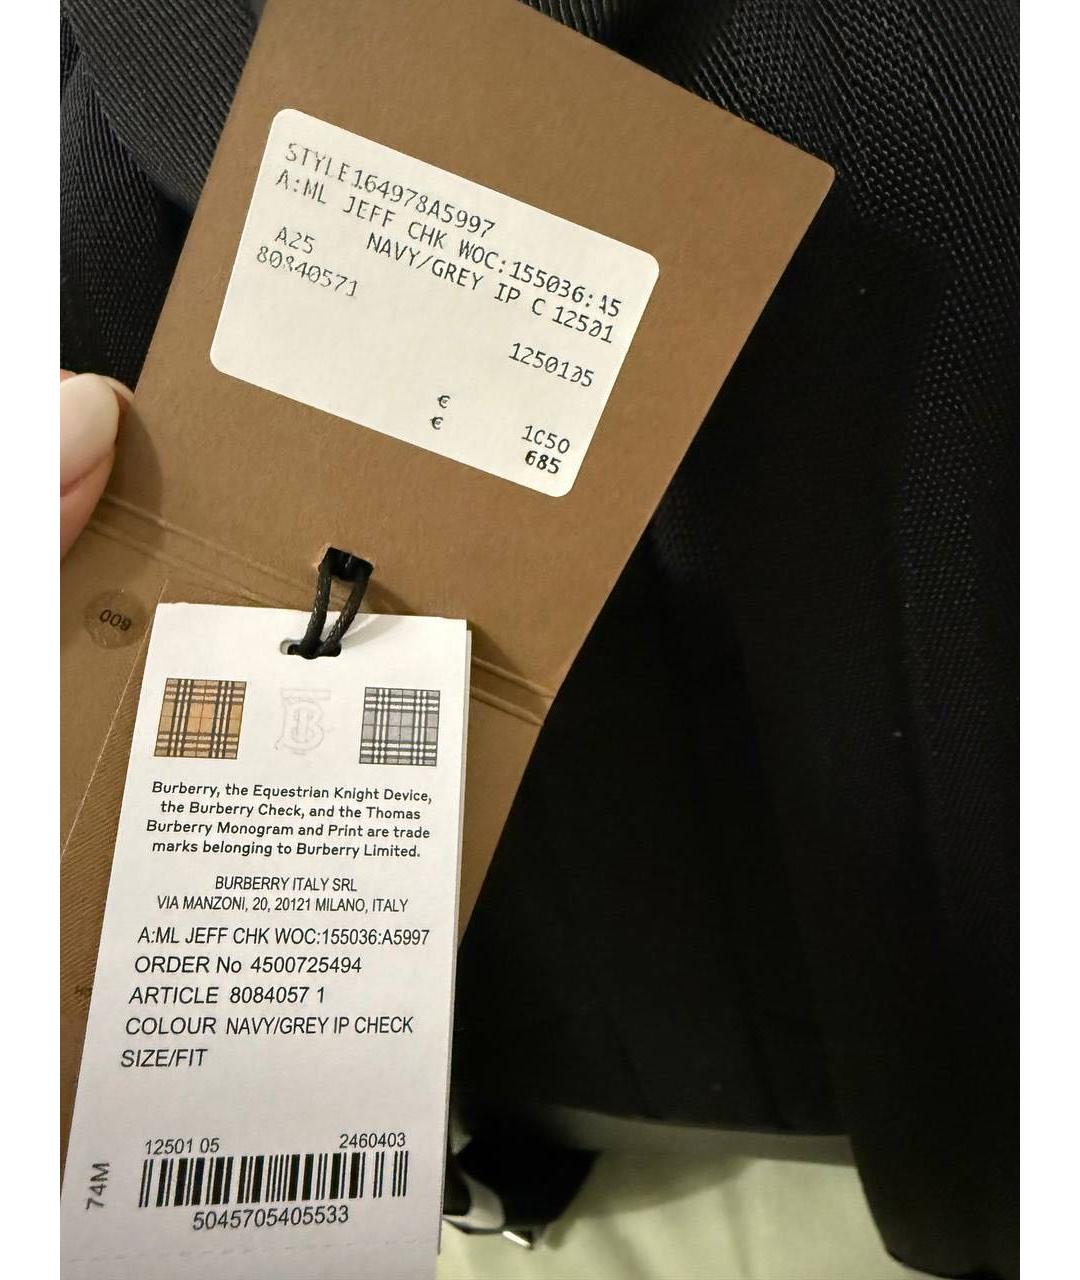 STYLE164978A5997
A:ML JEFF CHK WOC:155036:A5
A25 NAVY/GREY IP C 12501
80840571
1250105
€ 1C50
€ 685
009
Burberry, the Equestrian Knight Device,
the Burberry Check, and the Thomas
Burberry Monogram and Print are trade
marks belonging to Burberry Limited.
BURBERRY ITALY SRL
VIA MANZONI, 20, 20121 MILANO, ITALY
A:ML JEFF CHK WOC:155036:A5997
ORDER No 4500725494
ARTICLE 8084057 1
COLOUR NAVY/GREY IP CHECK
SIZE/FIT
12501 05 2460403
74M
5045705405533